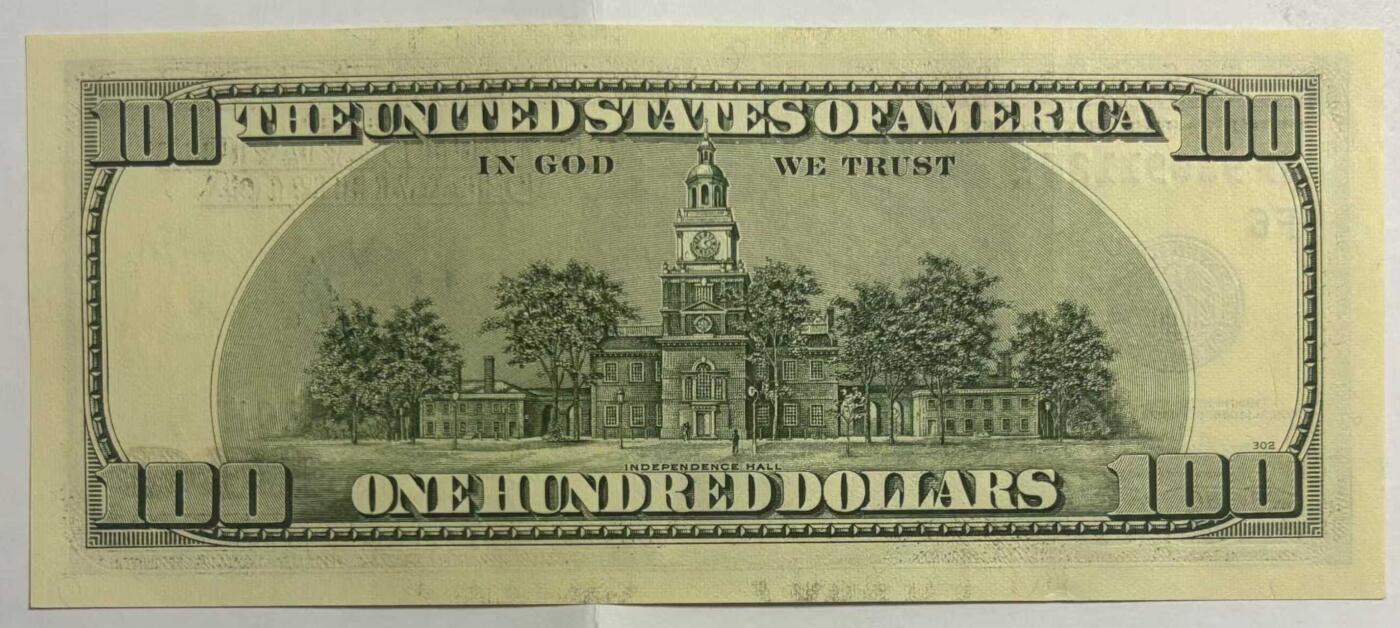 100 THE UNITED STATES OF AMERICA 100
IN GOD WE TRUST
302
INDEPENDENCE HALL
100 ONE HUNDRED DOLLARS 100